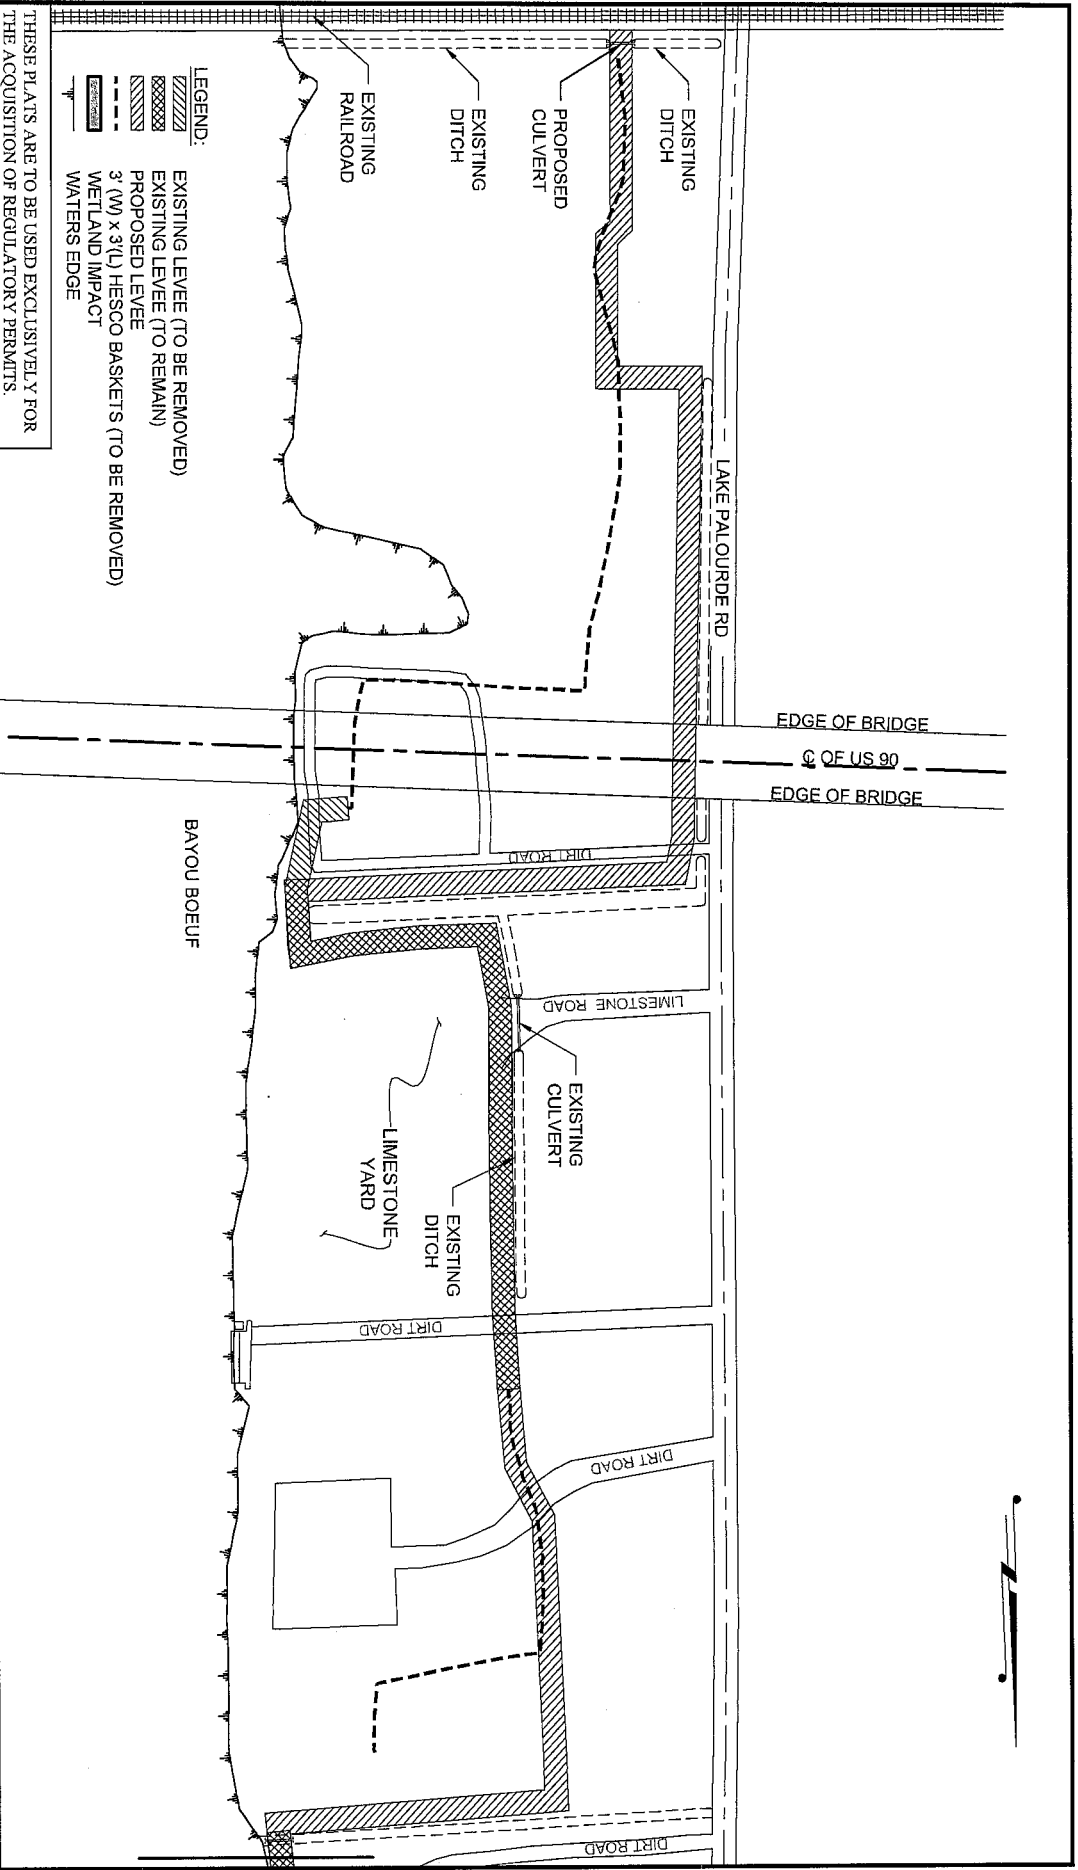 EXISTING
RAILROAD
EXISTING
DITCH
PROPOSED
CULVERT
EXISTING
DITCH
LAKE PALOURDE RD
EDGE OF BRIDGE
℄ OF US 90
EDGE OF BRIDGE
DIRT ROAD
LIMESTONE ROAD
EXISTING
CULVERT
EXISTING
DITCH
LIMESTONE
YARD
BAYOU BOEUF
DIRT ROAD
DIRT ROAD
DIRT ROAD
LEGEND:
EXISTING LEVEE (TO BE REMOVED)
EXISTING LEVEE (TO REMAIN)
PROPOSED LEVEE
3' (W) x 3'(L) HESCO BASKETS (TO BE REMOVED)
WETLAND IMPACT
WATERS EDGE
THESE PLATS ARE TO BE USED EXCLUSIVELY FOR
THE ACQUISITION OF REGULATORY PERMITS.